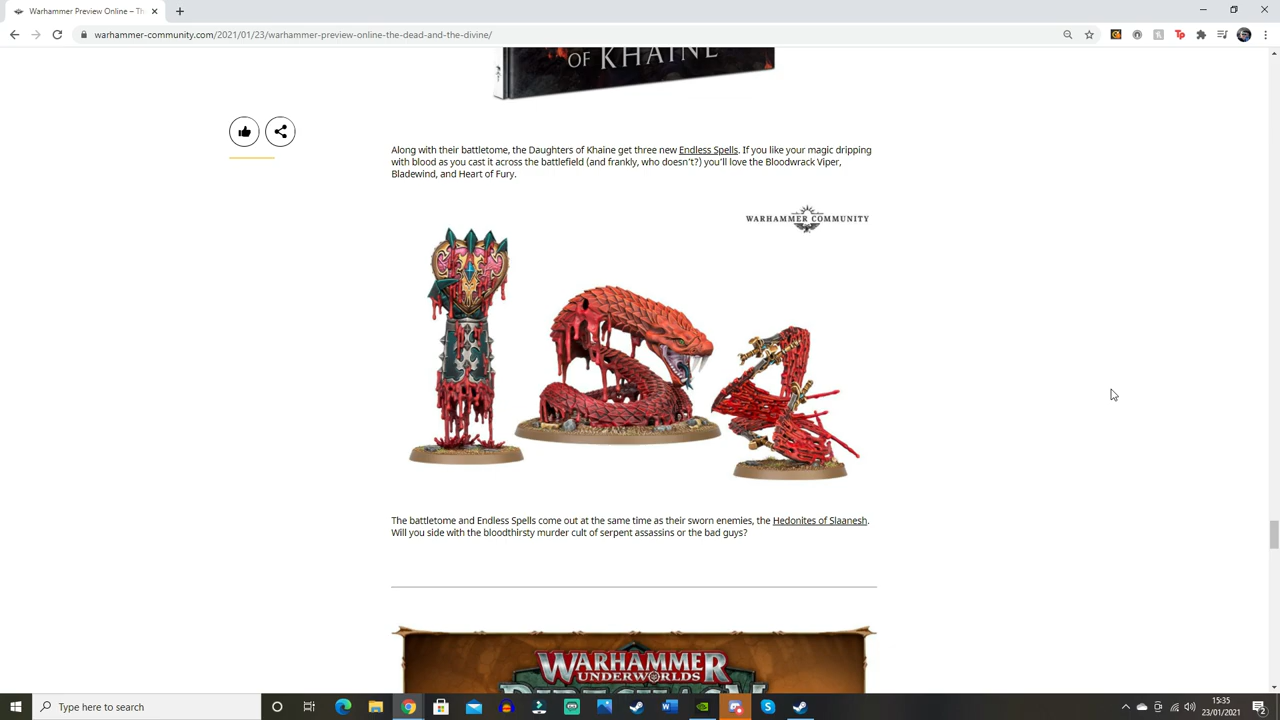 Warhammer Preview Online – Th
warhammer-community.com/2021/01/23/warhammer-preview-online-the-dead-and-the-divine/
OF KHAINE
Along with their battletome, the Daughters of Khaine get three new Endless Spells. If you like your magic dripping
with blood as you cast it across the battlefield (and frankly, who doesn't?) you'll love the Bloodwrack Viper,
Bladewind, and Heart of Fury.
WARHAMMER COMMUNITY
The battletome and Endless Spells come out at the same time as their sworn enemies, the Hedonites of Slaanesh.
Will you side with the bloodthirsty murder cult of serpent assassins or the bad guys?
WARHAMMER
UNDERWORLDS
Type here to search
15:35
23/01/2021
2